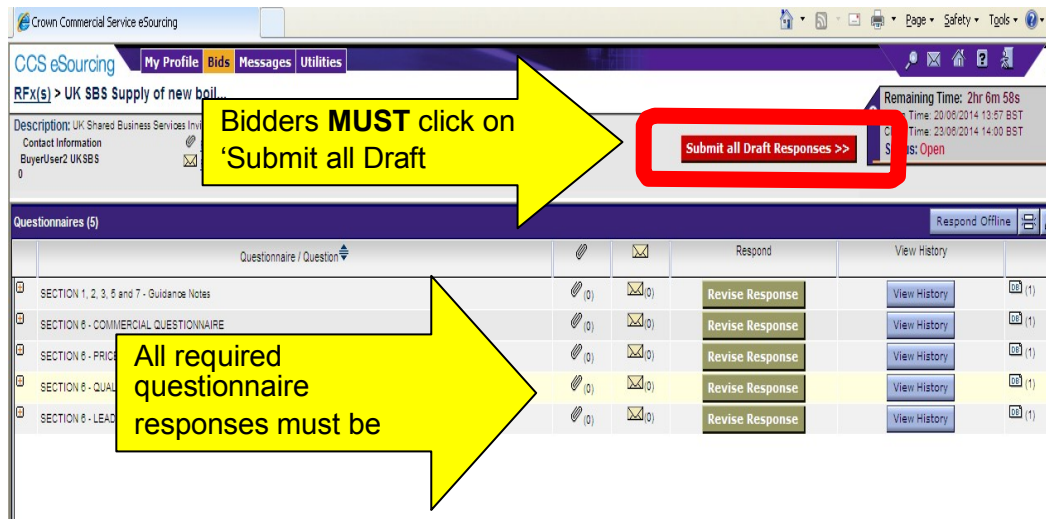 Crown Commercial Service eSourcing
Page Safety Tools
CCS eSourcing My Profile Bids Messages Utilities
RFx(s) > UK SBS Supply of new boil...
Remaining Time: 2hr 6m 58s
Time: 20/06/2014 13:57 BST
Time: 23/06/2014 14:00 BST
Open
Description: UK Shared Business Services Invi
Contact Information
BuyerUser2 UKSBS
0
Bidders MUST click on
'Submit all Draft
Submit all Draft Responses >>
Questionnaires (5) Respond Offline
Questionnaire / Question Respond View History
SECTION 1, 2, 3, 5 and 7 - Guidance Notes (0) (0) Revise Response View History (1)
SECTION 6 - COMMERCIAL QUESTIONNAIRE (0) (0) Revise Response View History (1)
SECTION 6 - PRICE (0) (0) Revise Response View History (1)
SECTION 6 - QUAL (0) (0) Revise Response View History (1)
SECTION 6 - LEAD (0) (0) Revise Response View History (1)
All required
questionnaire
responses must be